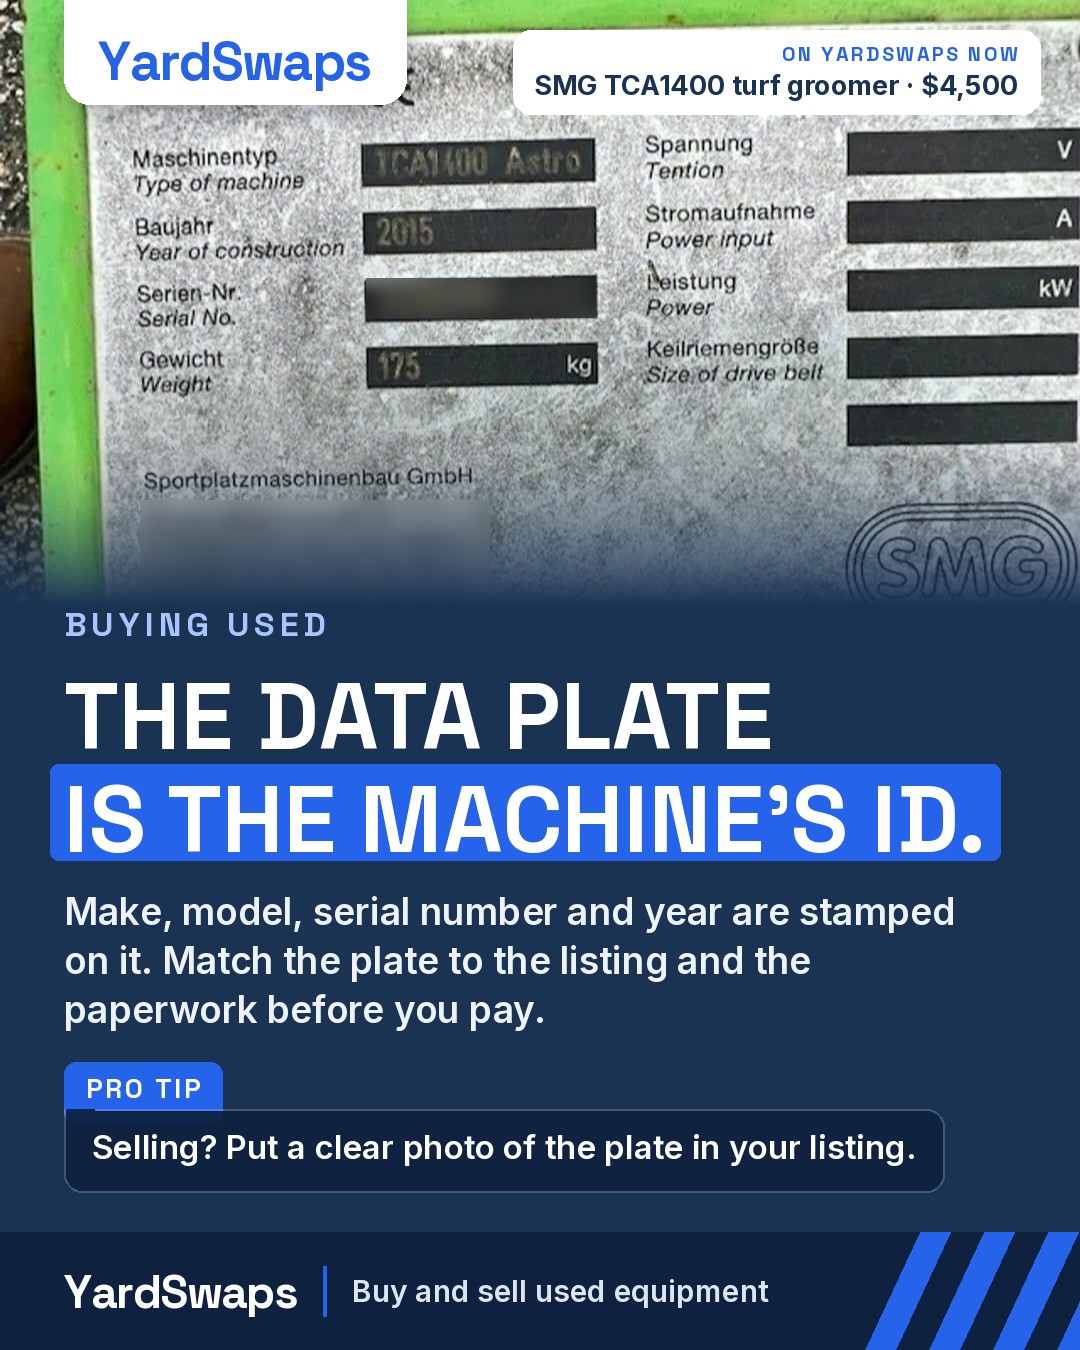 YardSwaps
ON YARDSWAPS NOW
SMG TCA1400 turf groomer · $4,500
Maschinentyp
Type of machine
TCA1400 Astro
Baujahr
Year of construction
2015
Serien-Nr.
Serial No.
Gewicht
Weight
175 kg
Spannung
Tention
V
Stromaufnahme
Power input
A
Leistung
Power
kW
Keilriemengröße
Size of drive belt
Sportplatzmaschinenbau GmbH
SMG
BUYING USED
THE DATA PLATE
IS THE MACHINE'S ID.
Make, model, serial number and year are stamped
on it. Match the plate to the listing and the
paperwork before you pay.
PRO TIP
Selling? Put a clear photo of the plate in your listing.
YardSwaps
Buy and sell used equipment